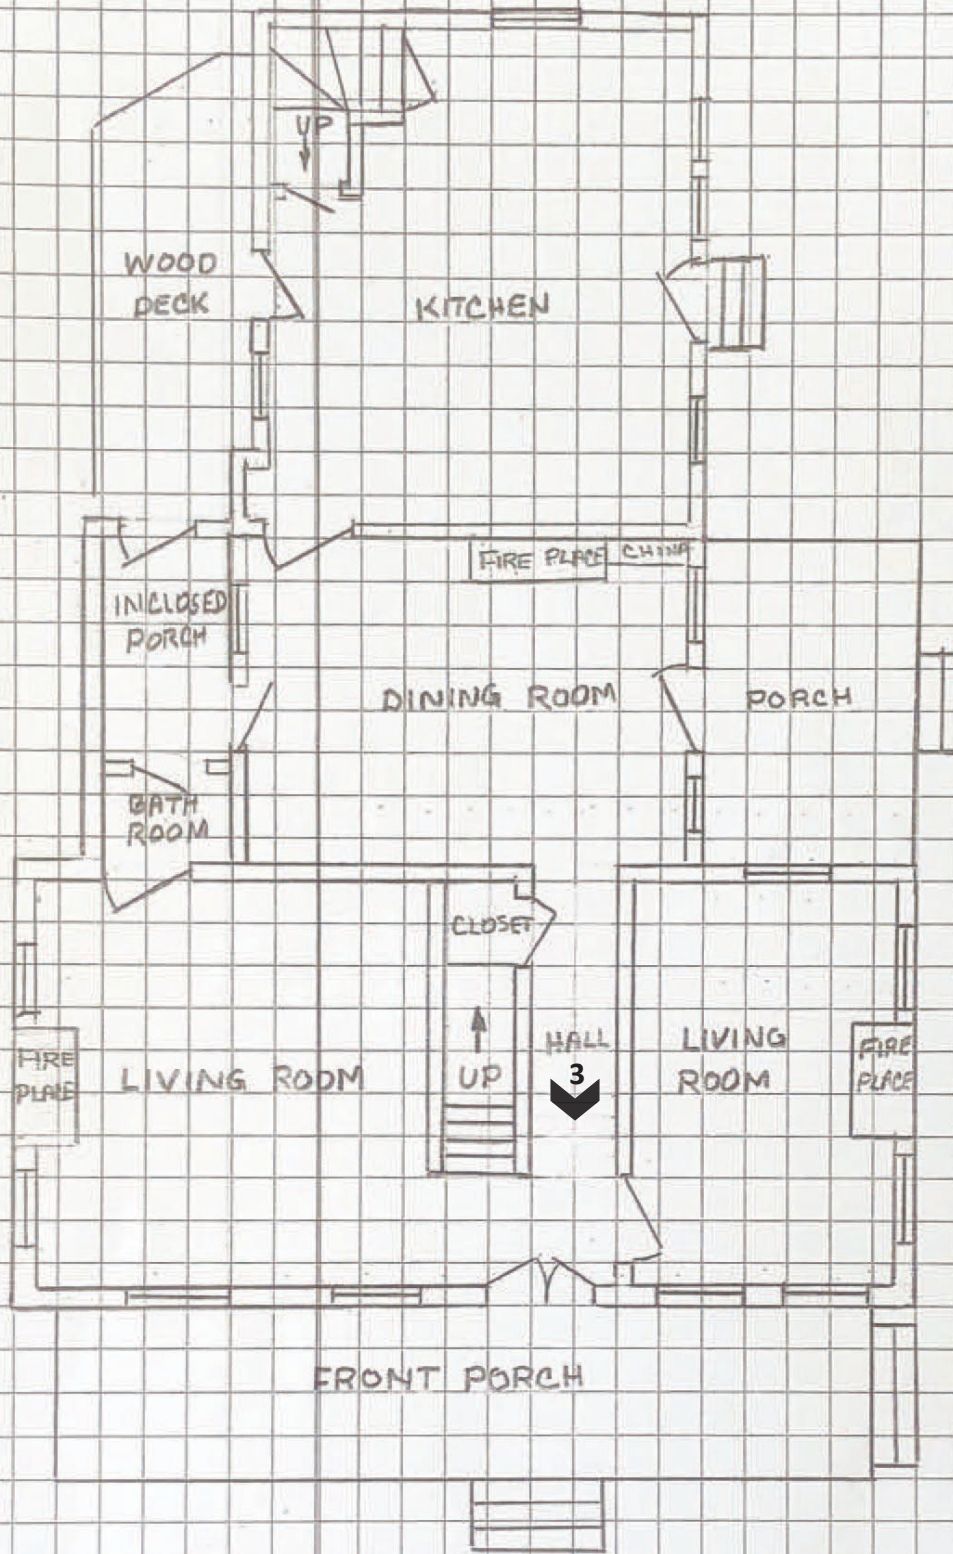 UP
WOOD
DECK
KITCHEN
FIRE PLACE
CHINA
INCLOSED
PORCH
DINING ROOM
PORCH
BATH
ROOM
CLOSET
HALL
3
LIVING
ROOM
FIRE
PLACE
FIRE
PLACE
LIVING ROOM
UP
FRONT PORCH